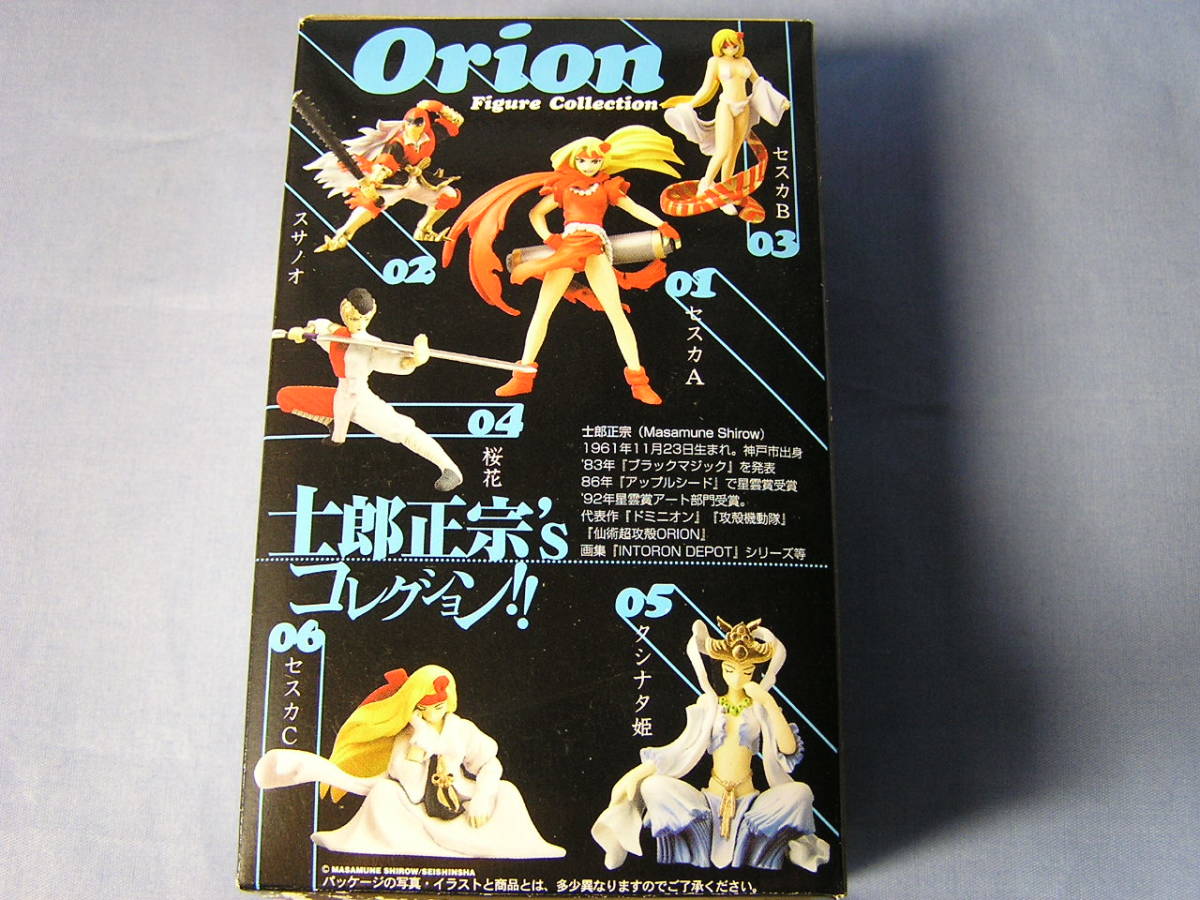 Orion
Figure Collection
スサノオ
02
セスカB
03
01
セスカA
04
桜花
士郎正宗（Masamune Shirow）
1961年11月23日生まれ。神戸市出身
'83年『ブラックマジック』を発表
86年『アップルシード』で星雲賞受賞
'92年星雲賞アート部門受賞。
代表作『ドミニオン』『攻殻機動隊』
『仙術超攻殻ORION』
画集『INTORON DEPOT』シリーズ等
士郎正宗's
コレクション!!
06
セスカC
05
クシナタ姫
© MASAMUNE SHIROW/SEISHINSHA
パッケージの写真・イラストと商品とは、多少異なりますのでご了承ください。